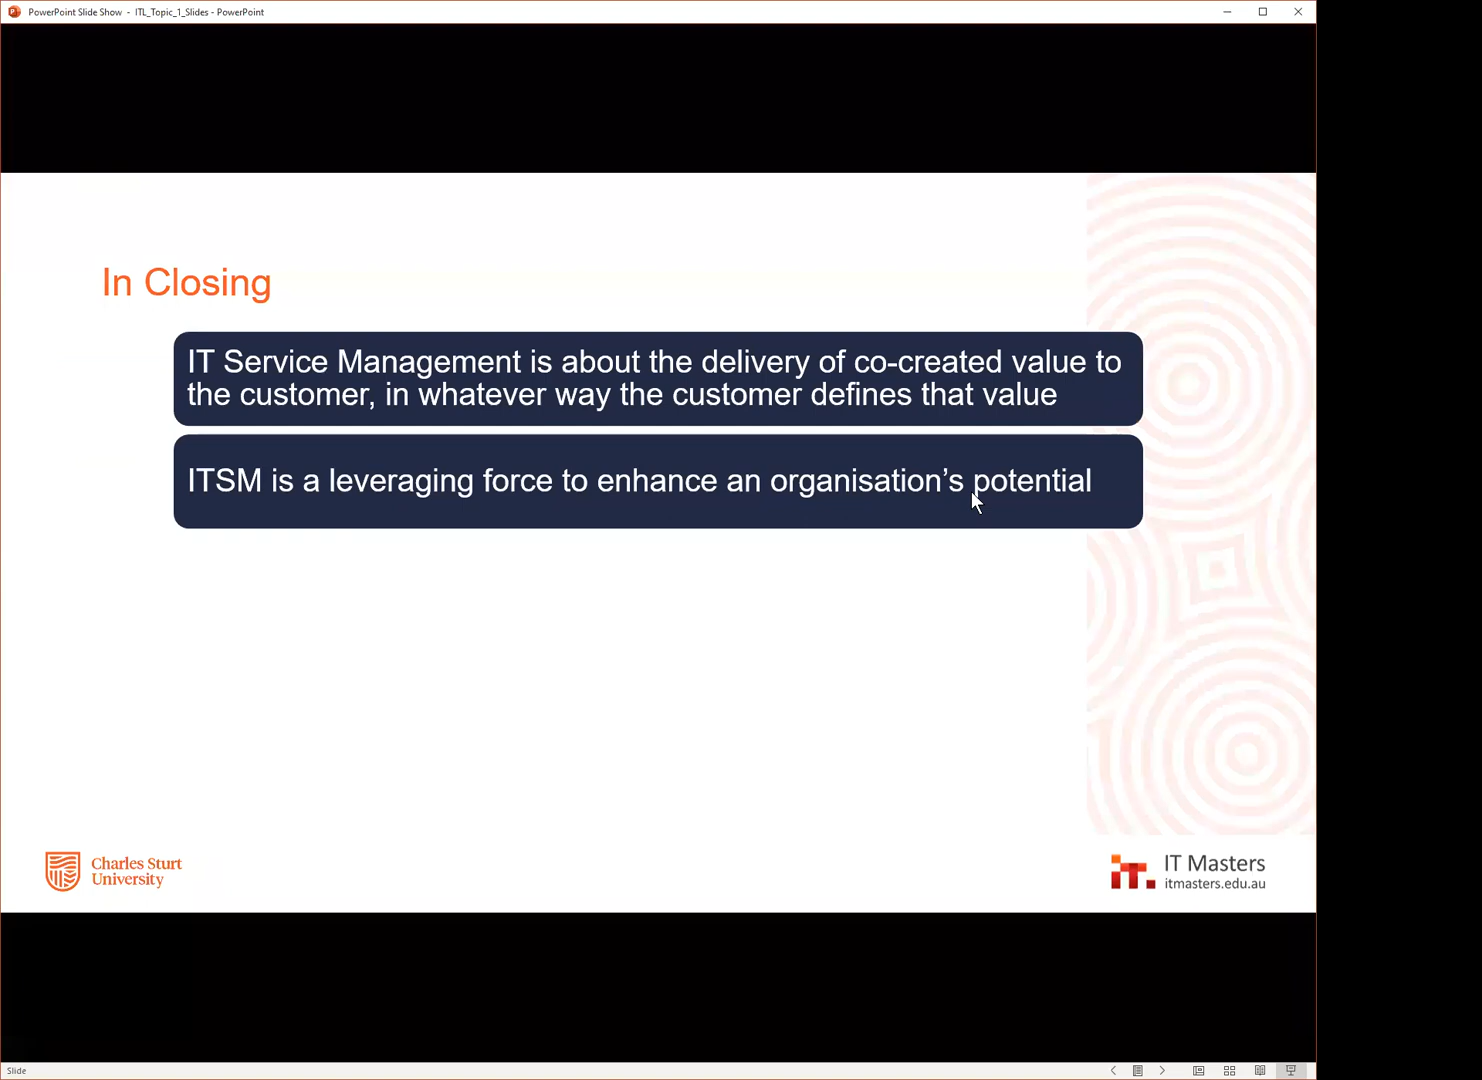 PowerPoint Slide Show - ITL_Topic_1_Slides - PowerPoint
In Closing
IT Service Management is about the delivery of co-created value to
the customer, in whatever way the customer defines that value
ITSM is a leveraging force to enhance an organisation’s potential
Charles Sturt
University
it.
IT Masters
itmasters.edu.au
Slide